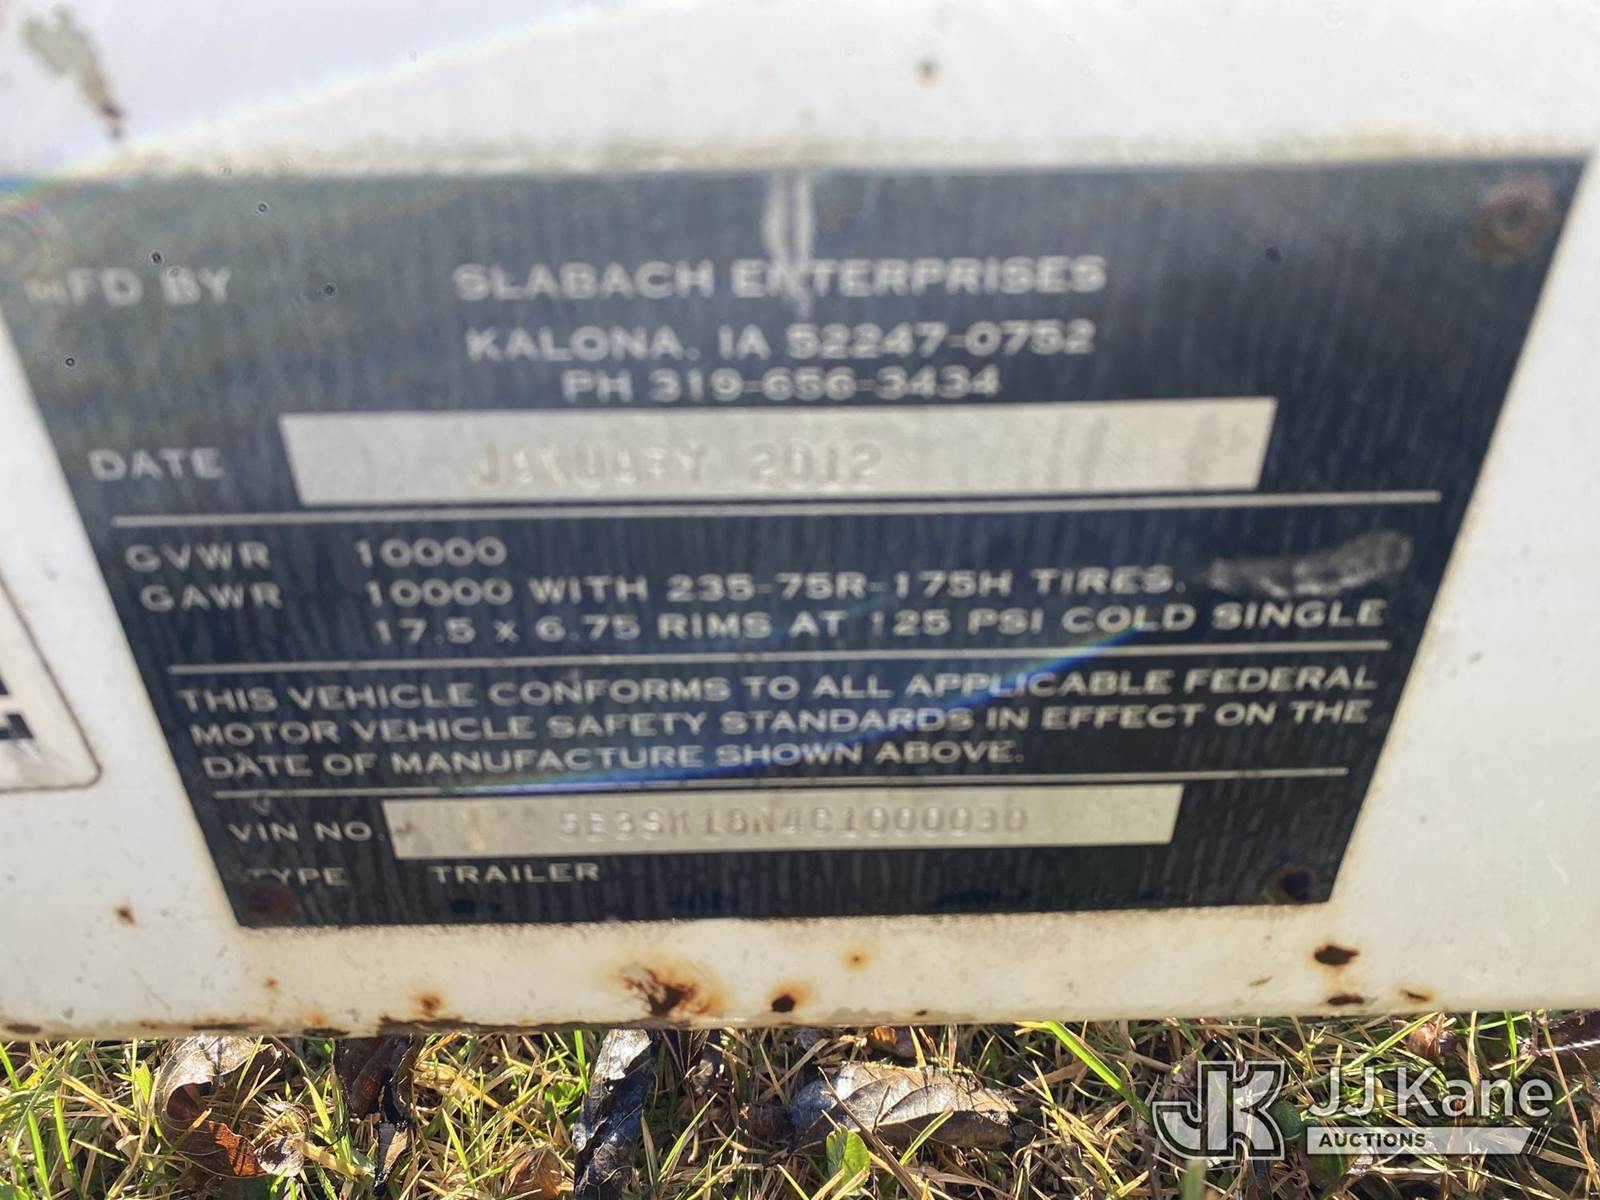 MFD BY SLABACH ENTERPRISES
KALONA, IA 52247-0752
PH 319-656-3434
DATE JANUARY 2012
GVWR 10000
GAWR 10000 WITH 235-75R-175H TIRES.
17.5 x 6.75 RIMS AT 125 PSI COLD SINGLE
THIS VEHICLE CONFORMS TO ALL APPLICABLE FEDERAL
MOTOR VEHICLE SAFETY STANDARDS IN EFFECT ON THE
DATE OF MANUFACTURE SHOWN ABOVE.
VIN NO. 5E3SK18N4C1000030
TYPE TRAILER
JK JJ Kane
AUCTIONS